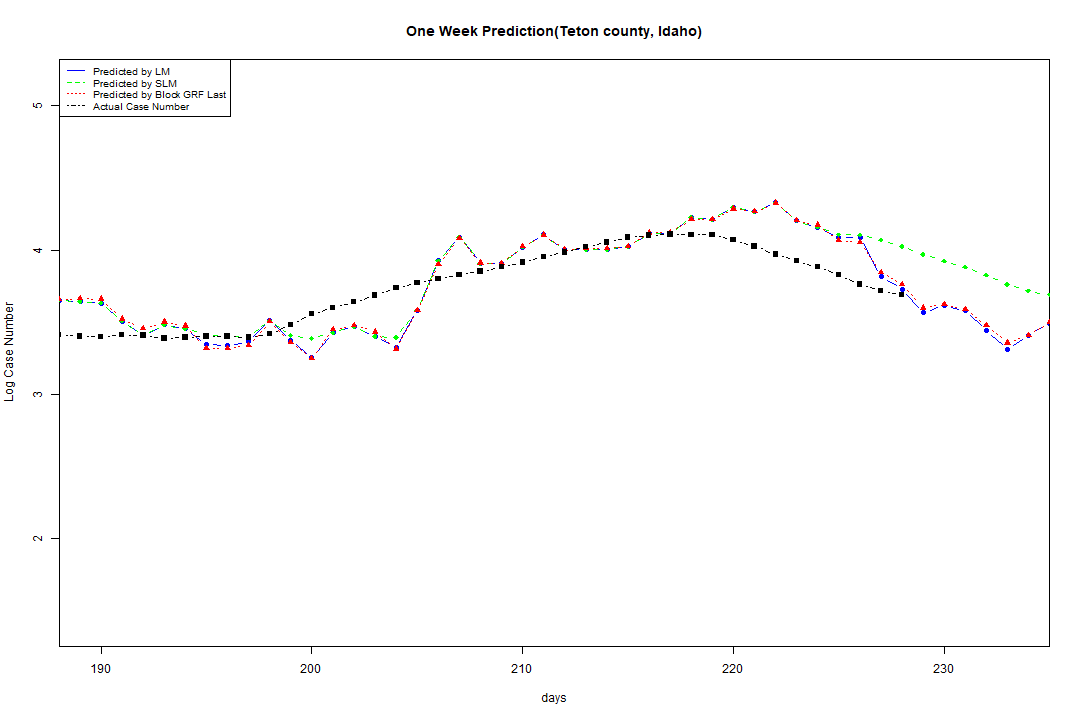 One Week Prediction(Teton county, Idaho)
Predicted by LM
Predicted by SLM
Predicted by Block GRF Last
Actual Case Number
5
4
3
2
Log Case Number
190 200 210 220 230
days